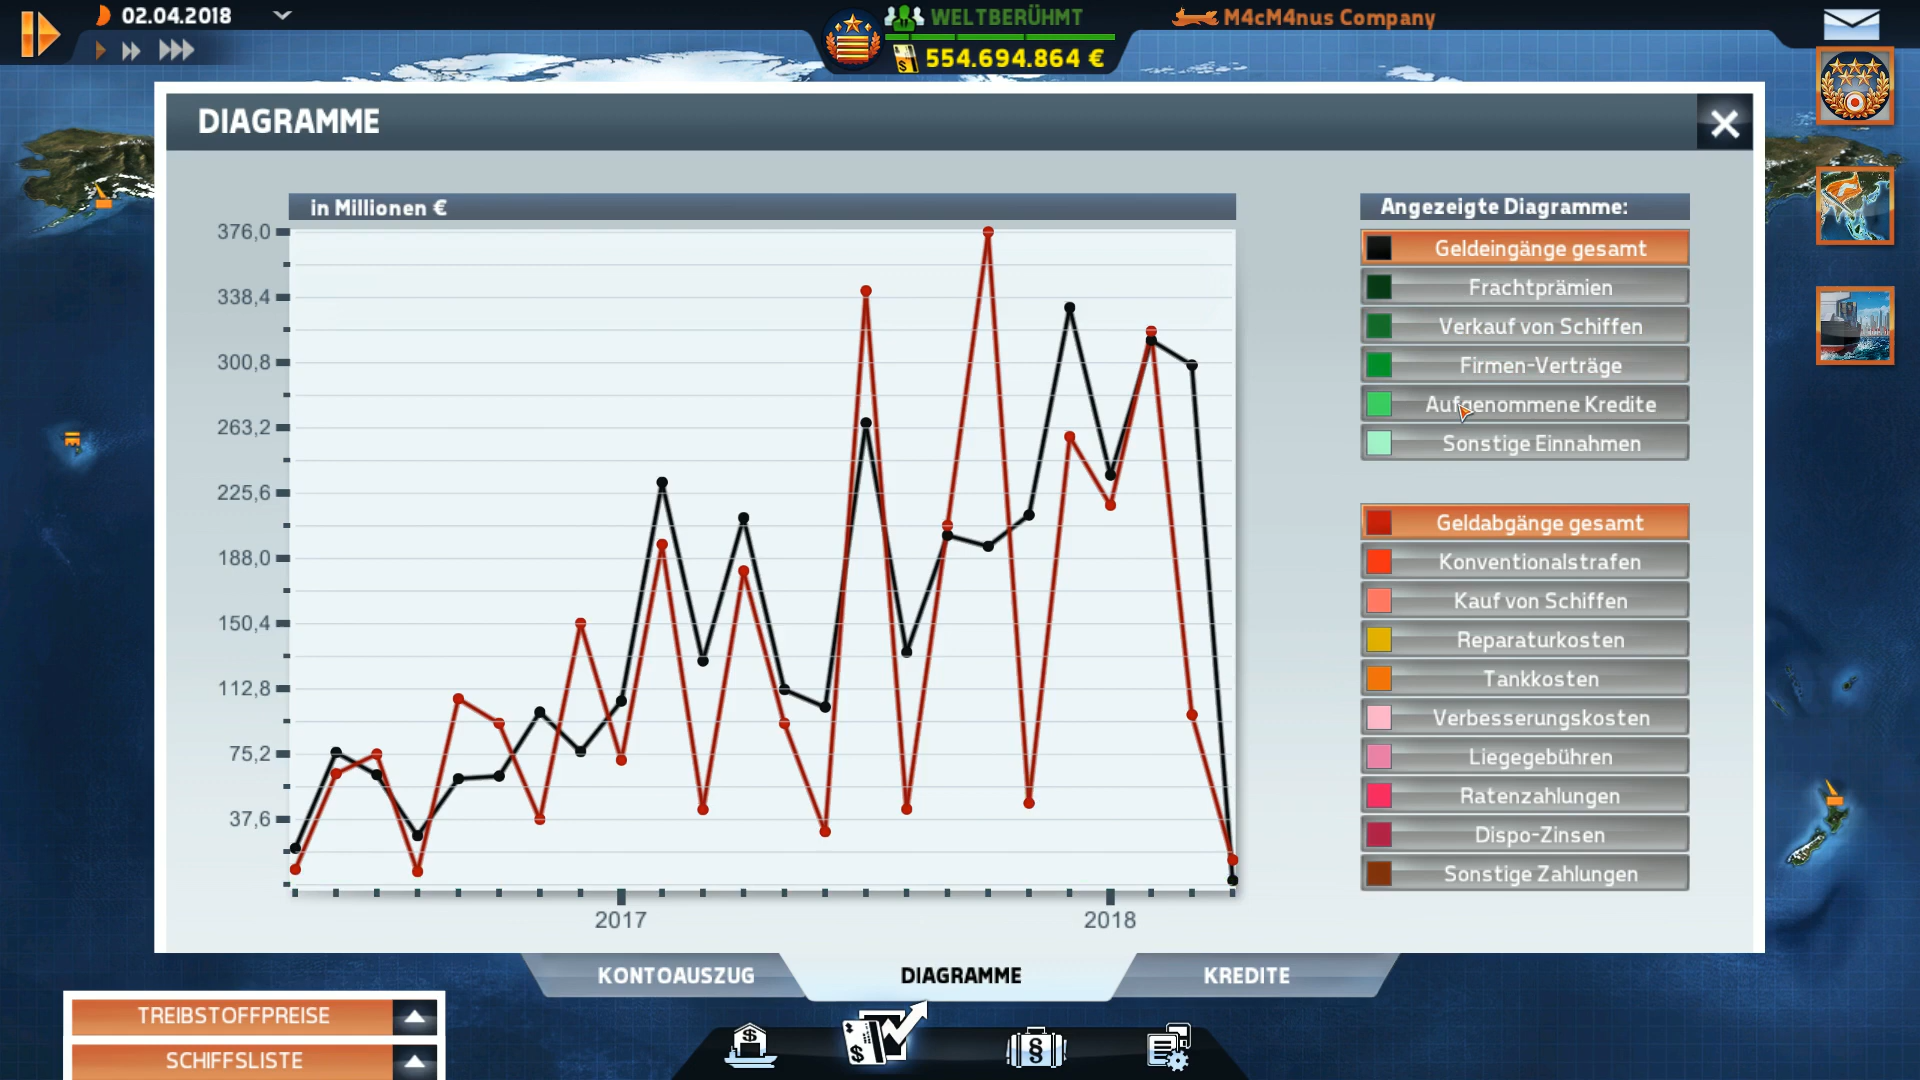 02.04.2018
WELTBERÜHMT
554.694.864 €
M4cM4nus Company
DIAGRAMME
in Millionen €
376,0
338,4
300,8
263,2
225,6
188,0
150,4
112,8
75,2
37,6
2017
2018
Angezeigte Diagramme:
Geldeingänge gesamt
Frachtprämien
Verkauf von Schiffen
Firmen-Verträge
Aufgenommene Kredite
Sonstige Einnahmen
Geldabgänge gesamt
Konventionalstrafen
Kauf von Schiffen
Reparaturkosten
Tankkosten
Verbesserungskosten
Liegegebühren
Ratenzahlungen
Dispo-Zinsen
Sonstige Zahlungen
KONTOAUSZUG
DIAGRAMME
KREDITE
TREIBSTOFFPREISE
SCHIFFSLISTE